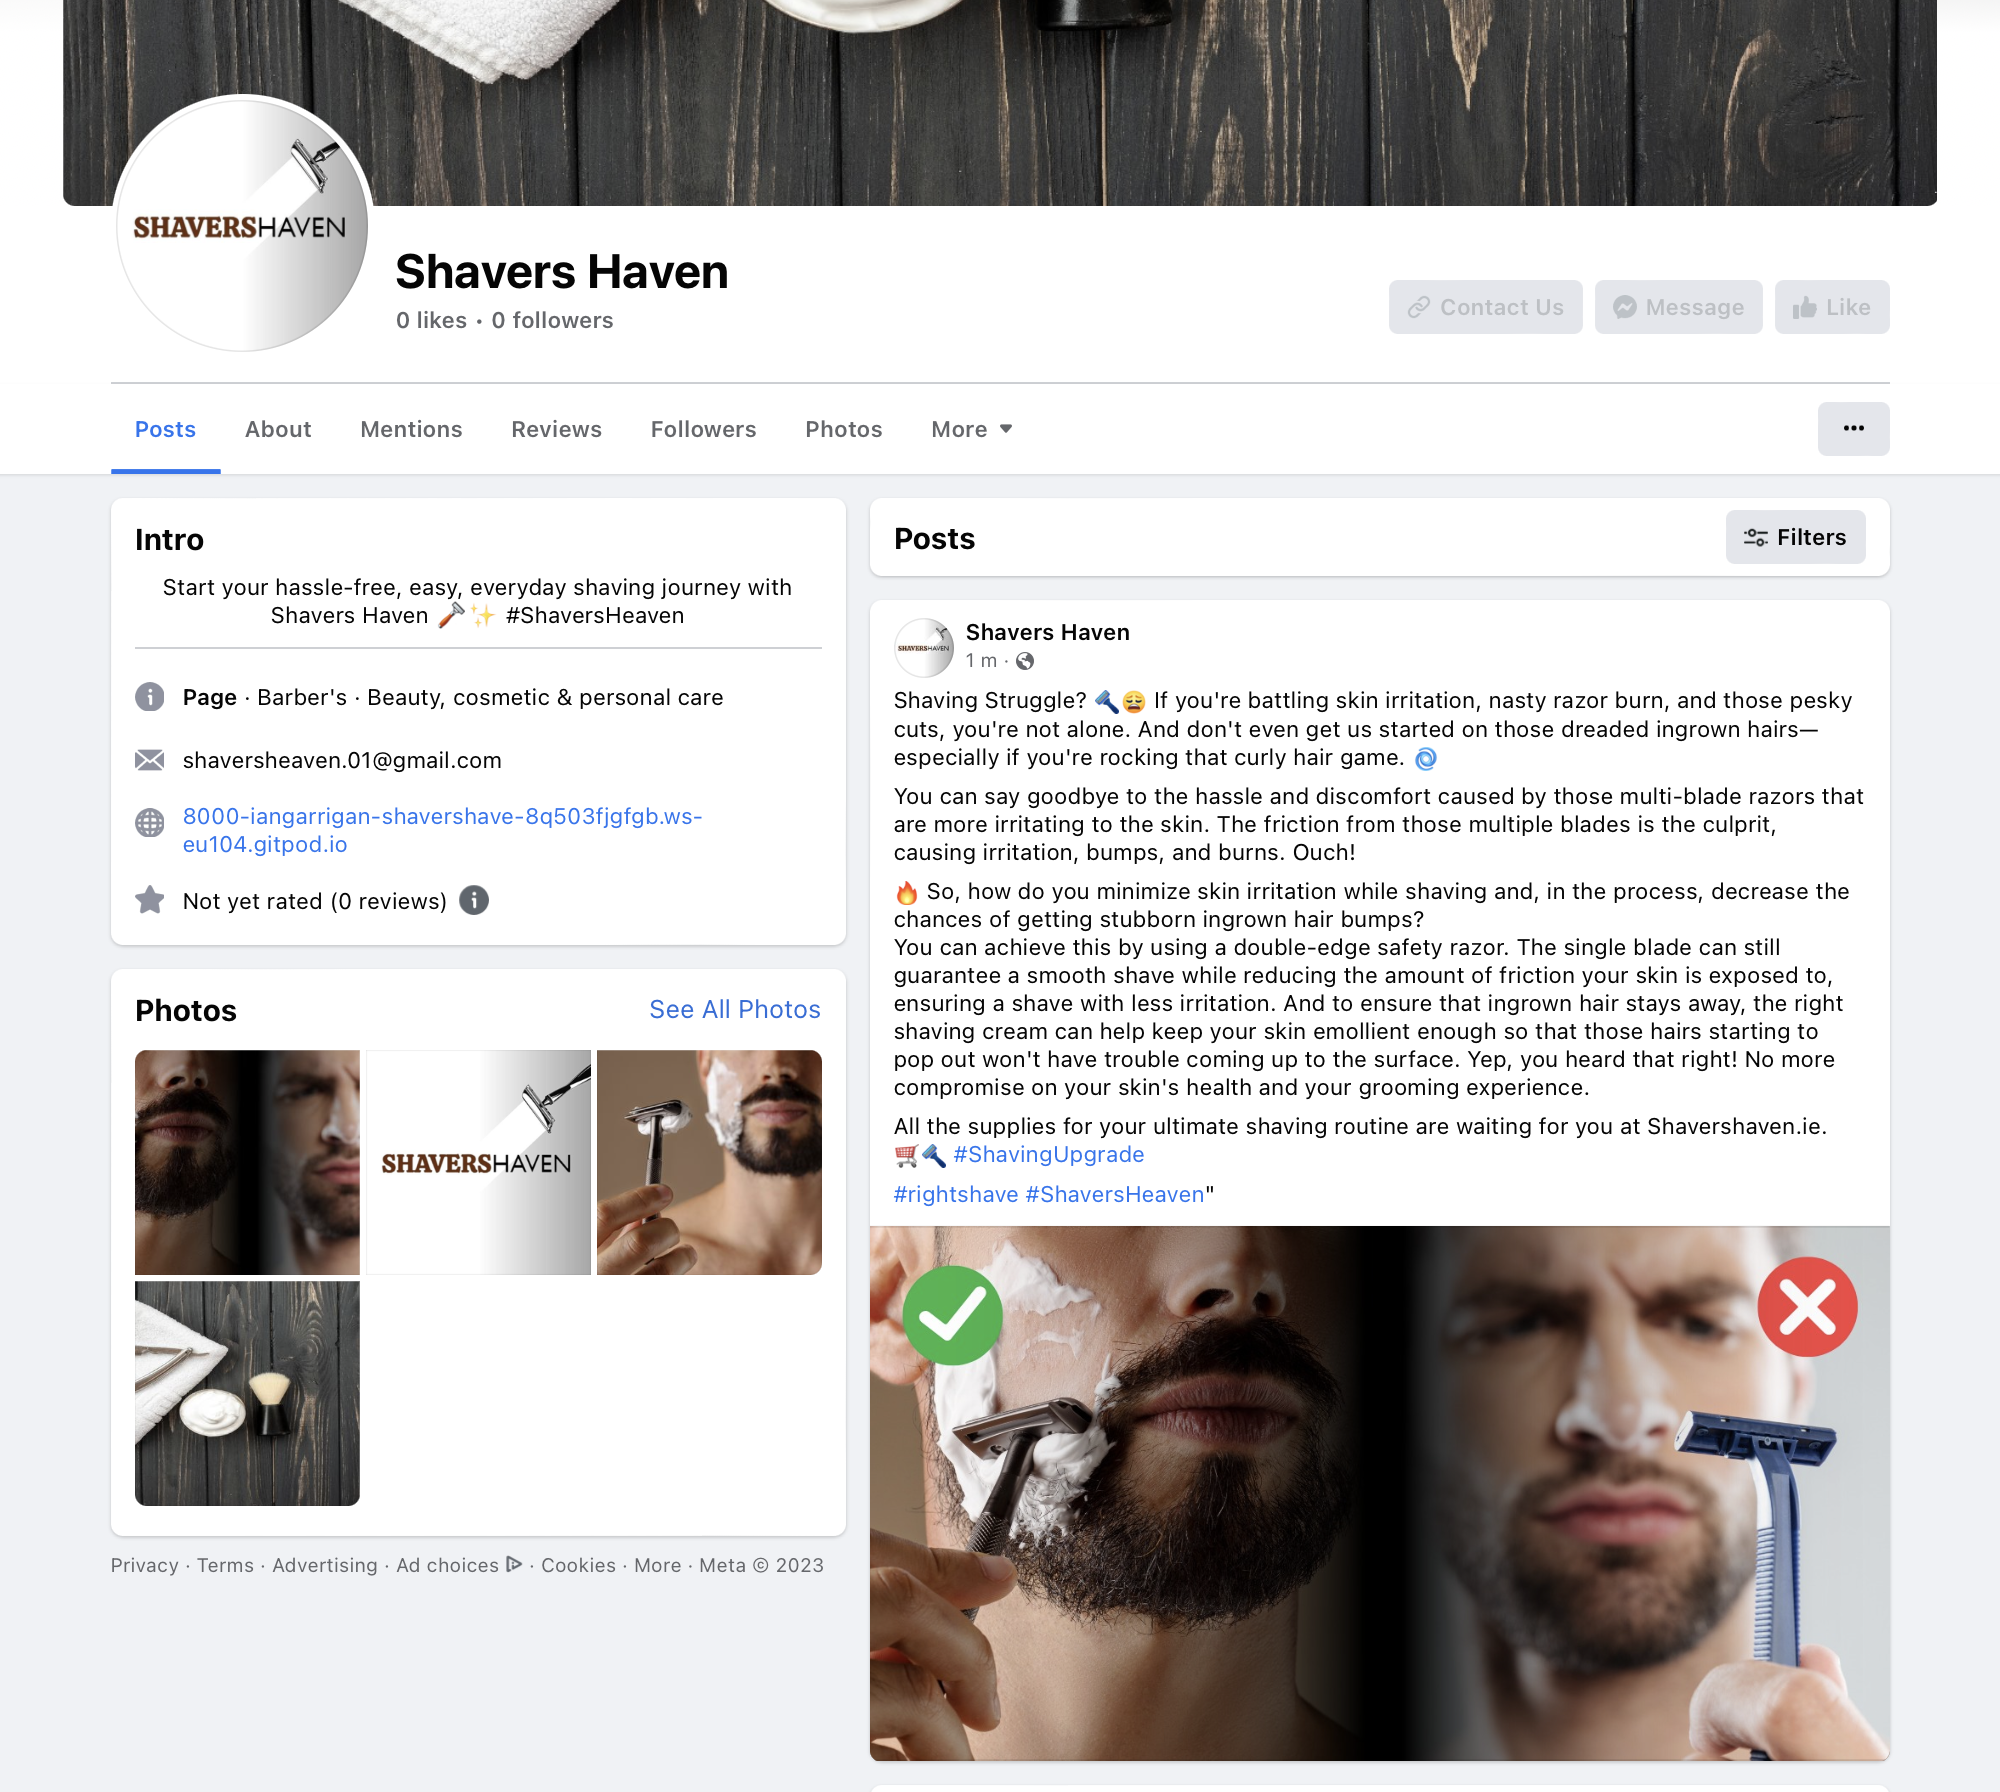 SHAVERSHAVEN
Shavers Haven
0 likes • 0 followers
Contact Us
Message
Like
Posts
About
Mentions
Reviews
Followers
Photos
More
Intro
Start your hassle-free, easy, everyday shaving journey with
Shavers Haven 🪒✨ #ShaversHeaven
Page · Barber's · Beauty, cosmetic & personal care
shaversheaven.01@gmail.com
8000-iangarrigan-shavershave-8q503fjgfgb.ws-
eu104.gitpod.io
Not yet rated (0 reviews)
Photos
See All Photos
SHAVERSHAVEN
Privacy · Terms · Advertising · Ad choices · Cookies · More · Meta © 2023
Posts
Filters
SHAVERSHAVEN
Shavers Haven
1 m ·
Shaving Struggle? 🪒😩 If you're battling skin irritation, nasty razor burn, and those pesky
cuts, you're not alone. And don't even get us started on those dreaded ingrown hairs—
especially if you're rocking that curly hair game. 🌀
You can say goodbye to the hassle and discomfort caused by those multi-blade razors that
are more irritating to the skin. The friction from those multiple blades is the culprit,
causing irritation, bumps, and burns. Ouch!
🔥 So, how do you minimize skin irritation while shaving and, in the process, decrease the
chances of getting stubborn ingrown hair bumps?
You can achieve this by using a double-edge safety razor. The single blade can still
guarantee a smooth shave while reducing the amount of friction your skin is exposed to,
ensuring a shave with less irritation. And to ensure that ingrown hair stays away, the right
shaving cream can help keep your skin emollient enough so that those hairs starting to
pop out won't have trouble coming up to the surface. Yep, you heard that right! No more
compromise on your skin's health and your grooming experience.
All the supplies for your ultimate shaving routine are waiting for you at Shavershaven.ie.
🛒🪒 #ShavingUpgrade
#rightshave #ShaversHeaven"